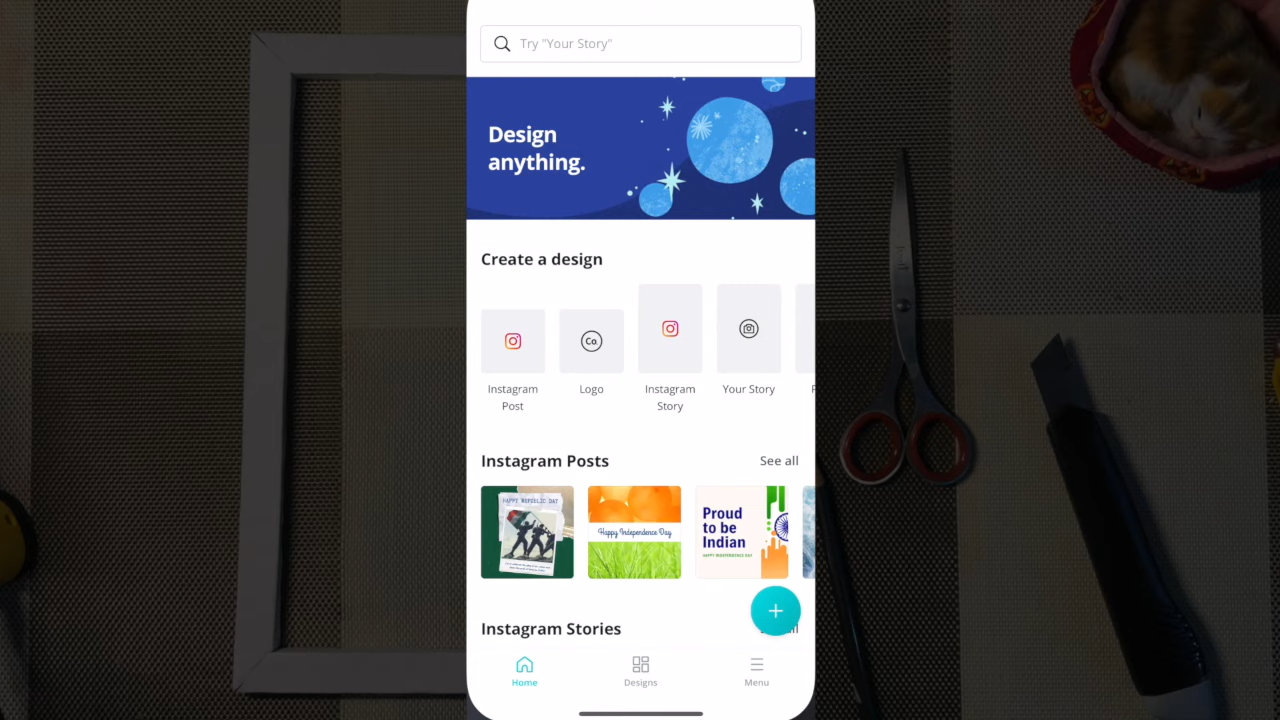 Try "Your Story"
Design
anything.
Create a design
Co.
Instagram
Post
Logo
Instagram
Story
Your Story
Instagram Posts
See all
HAPPY REPUBLIC DAY
Happy Independence Day
Proud
to be
Indian
HAPPY INDEPENDENCE DAY
Instagram Stories
Home
Designs
Menu